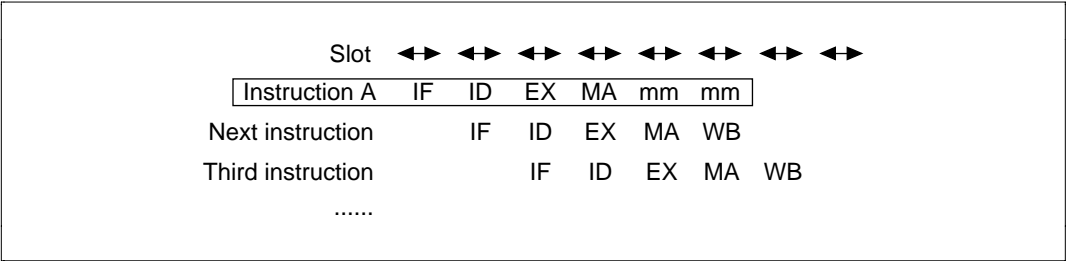 Slot
Instruction A IF ID EX MA mm mm
Next instruction IF ID EX MA WB
Third instruction IF ID EX MA WB
......